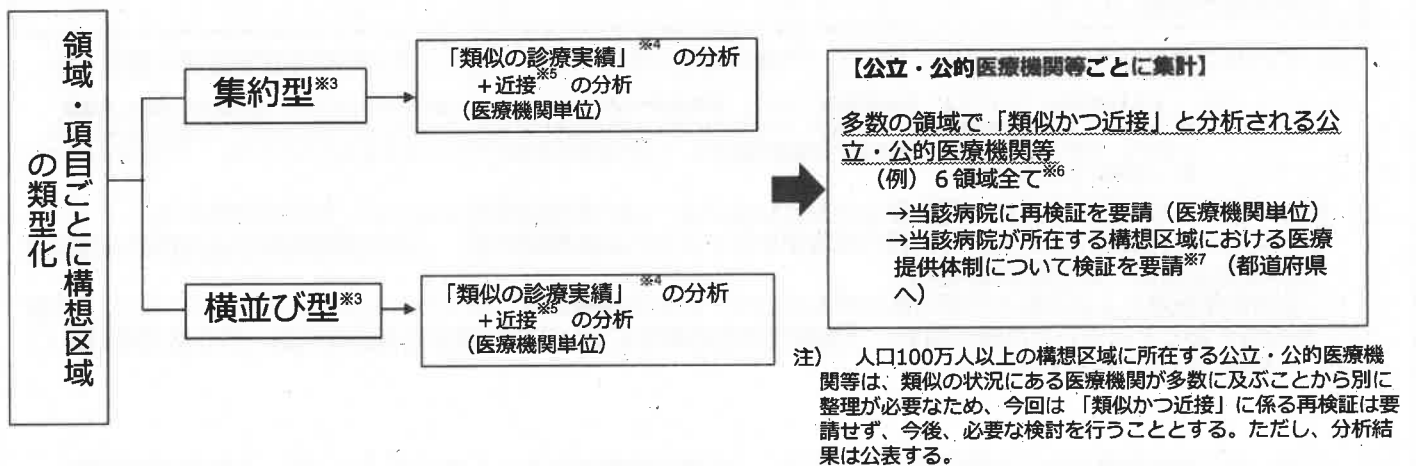 領域・項目ごとに構想区域
の類型化
集約型※3
「類似の診療実績」※4 の分析
+近接※5 の分析
(医療機関単位)
横並び型※3
「類似の診療実績」※4 の分析
+近接※5 の分析
(医療機関単位)
【公立・公的医療機関等ごとに集計】
多数の領域で「類似かつ近接」と分析される公
立・公的医療機関等
(例)6領域全て※6
→当該病院に再検証を要請(医療機関単位)
→当該病院が所在する構想区域における医療
提供体制について検証を要請※7 (都道府県
へ)
注) 人口100万人以上の構想区域に所在する公立・公的医療機
関等は、類似の状況にある医療機関が多数に及ぶことから別に
整理が必要なため、今回は 「類似かつ近接」に係る再検証は要
請せず、今後、必要な検討を行うこととする。ただし、分析結
果は公表する。